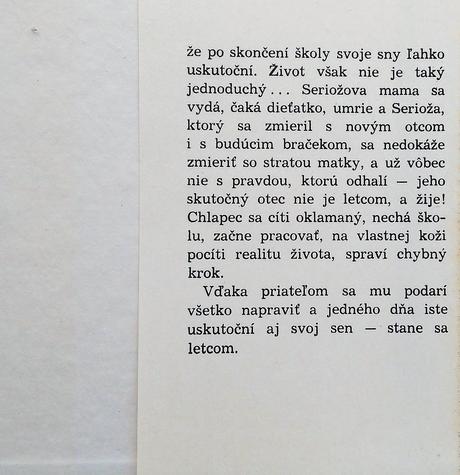 že po skončení školy svoje sny ľahko
uskutoční. Život však nie je taký
jednoduchý ... Seriožova mama sa
vydá, čaká dieťatko, umrie a Serioža,
ktorý sa zmieril s novým otcom
i s budúcim bračekom, sa nedokáže
zmieriť so stratou matky, a už vôbec
nie s pravdou, ktorú odhalí — jeho
skutočný otec nie je letcom, a žije!
Chlapec sa cíti oklamaný, nechá ško-
lu, začne pracovať, na vlastnej koži
pocíti realitu života, spraví chybný
krok.
Vďaka priateľom sa mu podarí
všetko napraviť a jedného dňa iste
uskutoční aj svoj sen — stane sa
letcom.